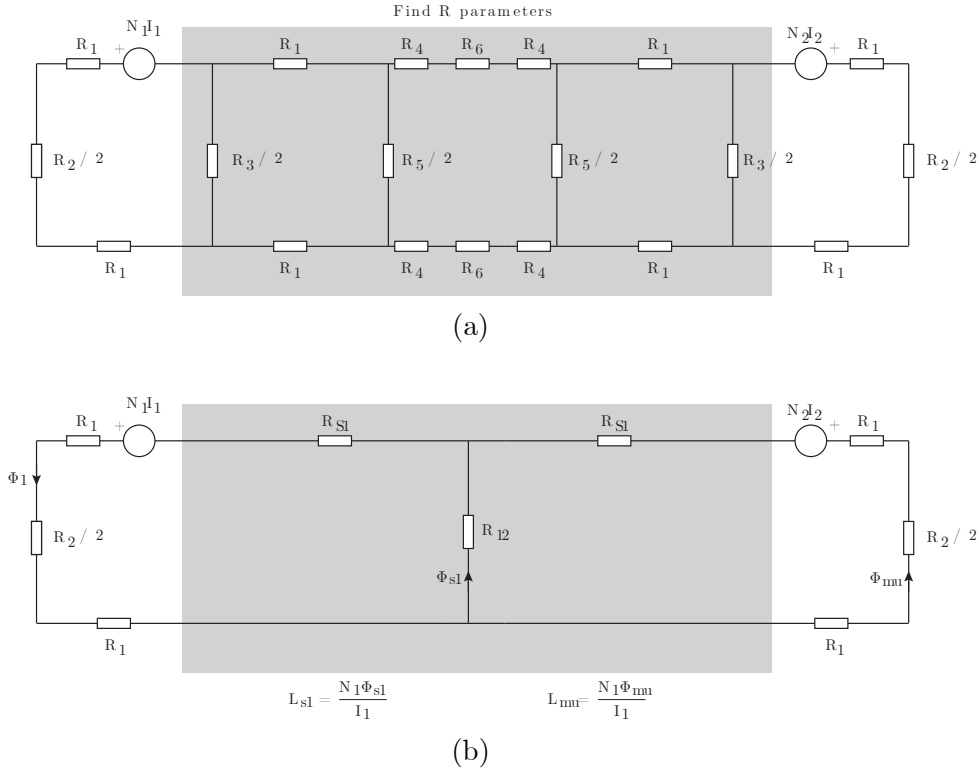 Find R parameters
N1I1 N2I2
R1 + R1 R4 R6 R4 R1 + R1
R2/2 R3/2 R5/2 R5/2 R3/2 R2/2
R1 R1 R4 R6 R4 R1 R1
(a)
N1I1 N2I2
R1 + RS1 RS1 + R1
Φ1
R2/2 R12 R2/2
Φs1 Φmu
R1 R1
Ls1 = N1Φs1 / I1 Lmu = N1Φmu / I1
(b)